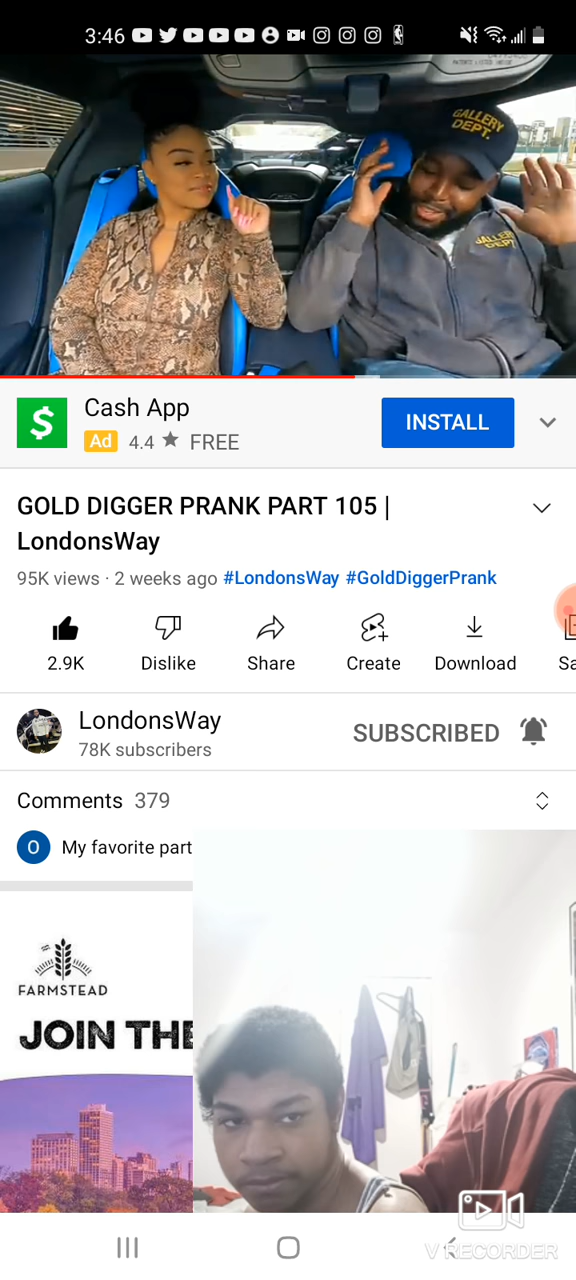 3:46
GALLERY
DEPT.
GALLERY
DEPT
Cash App
INSTALL
Ad 4.4 ★ FREE
GOLD DIGGER PRANK PART 105 |
LondonsWay
95K views · 2 weeks ago #LondonsWay #GoldDiggerPrank
2.9K Dislike Share Create Download Sa
LondonsWay
SUBSCRIBED
78K subscribers
Comments 379
O My favorite part
FARMSTEAD
JOIN THE
V RECORDER